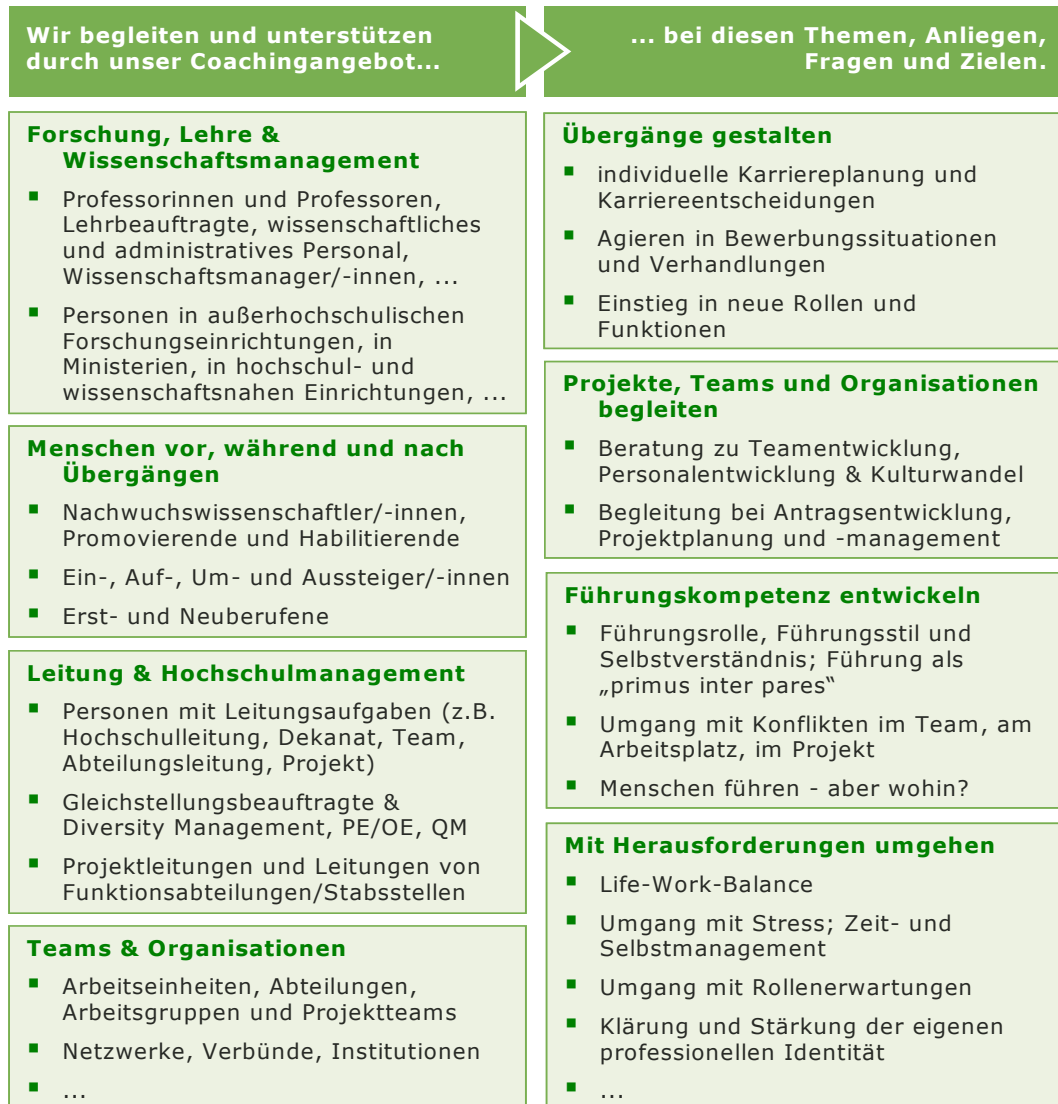 Wir begleiten und unterstützen
durch unser Coachingangebot...
... bei diesen Themen, Anliegen,
Fragen und Zielen.
Forschung, Lehre &
Wissenschaftsmanagement
▪ Professorinnen und Professoren,
Lehrbeauftragte, wissenschaftliches
und administratives Personal,
Wissenschaftsmanager/-innen, ...
▪ Personen in außerhochschulischen
Forschungseinrichtungen, in
Ministerien, in hochschul- und
wissenschaftsnahen Einrichtungen, ...
Menschen vor, während und nach
Übergängen
▪ Nachwuchswissenschaftler/-innen,
Promovierende und Habilitierende
▪ Ein-, Auf-, Um- und Aussteiger/-innen
▪ Erst- und Neuberufene
Leitung & Hochschulmanagement
▪ Personen mit Leitungsaufgaben (z.B.
Hochschulleitung, Dekanat, Team,
Abteilungsleitung, Projekt)
▪ Gleichstellungsbeauftragte &
Diversity Management, PE/OE, QM
▪ Projektleitungen und Leitungen von
Funktionsabteilungen/Stabsstellen
Teams & Organisationen
▪ Arbeitseinheiten, Abteilungen,
Arbeitsgruppen und Projektteams
▪ Netzwerke, Verbünde, Institutionen
▪ ...
Übergänge gestalten
▪ individuelle Karriereplanung und
Karriereentscheidungen
▪ Agieren in Bewerbungssituationen
und Verhandlungen
▪ Einstieg in neue Rollen und
Funktionen
Projekte, Teams und Organisationen
begleiten
▪ Beratung zu Teamentwicklung,
Personalentwicklung & Kulturwandel
▪ Begleitung bei Antragsentwicklung,
Projektplanung und -management
Führungskompetenz entwickeln
▪ Führungsrolle, Führungsstil und
Selbstverständnis; Führung als
„primus inter pares“
▪ Umgang mit Konflikten im Team, am
Arbeitsplatz, im Projekt
▪ Menschen führen - aber wohin?
Mit Herausforderungen umgehen
▪ Life-Work-Balance
▪ Umgang mit Stress; Zeit- und
Selbstmanagement
▪ Umgang mit Rollenerwartungen
▪ Klärung und Stärkung der eigenen
professionellen Identität
▪ ...